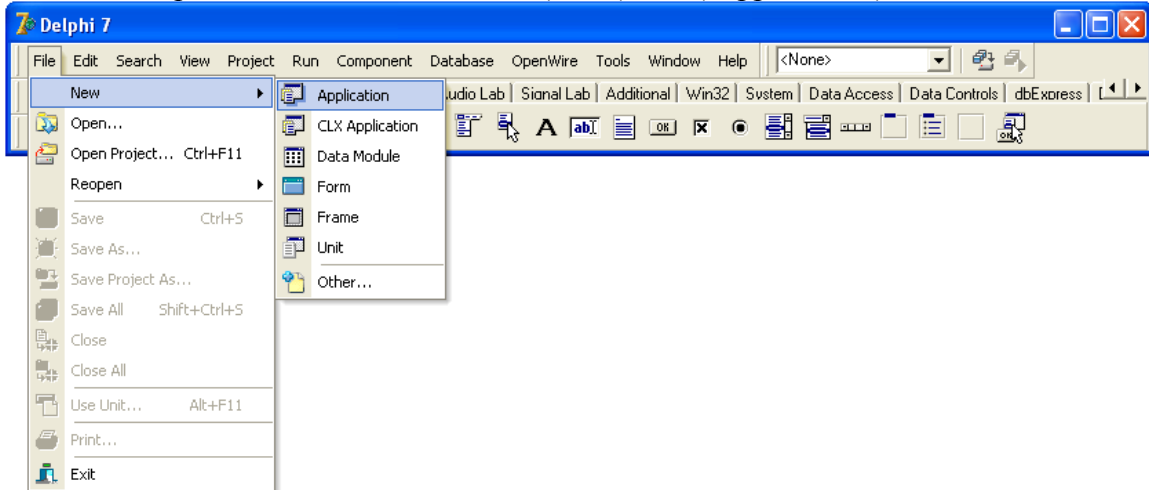 Delphi 7
File Edit Search View Project Run Component Database OpenWire Tools Window Help <None>
New Application udio Lab Signal Lab Additional Win32 System Data Access Data Controls dbExpress
Open... CLX Application
Open Project... Ctrl+F11 Data Module
Reopen Form
Save Ctrl+S Frame
Save As... Unit
Save Project As... Other...
Save All Shift+Ctrl+S
Close
Close All
Use Unit... Alt+F11
Print...
Exit